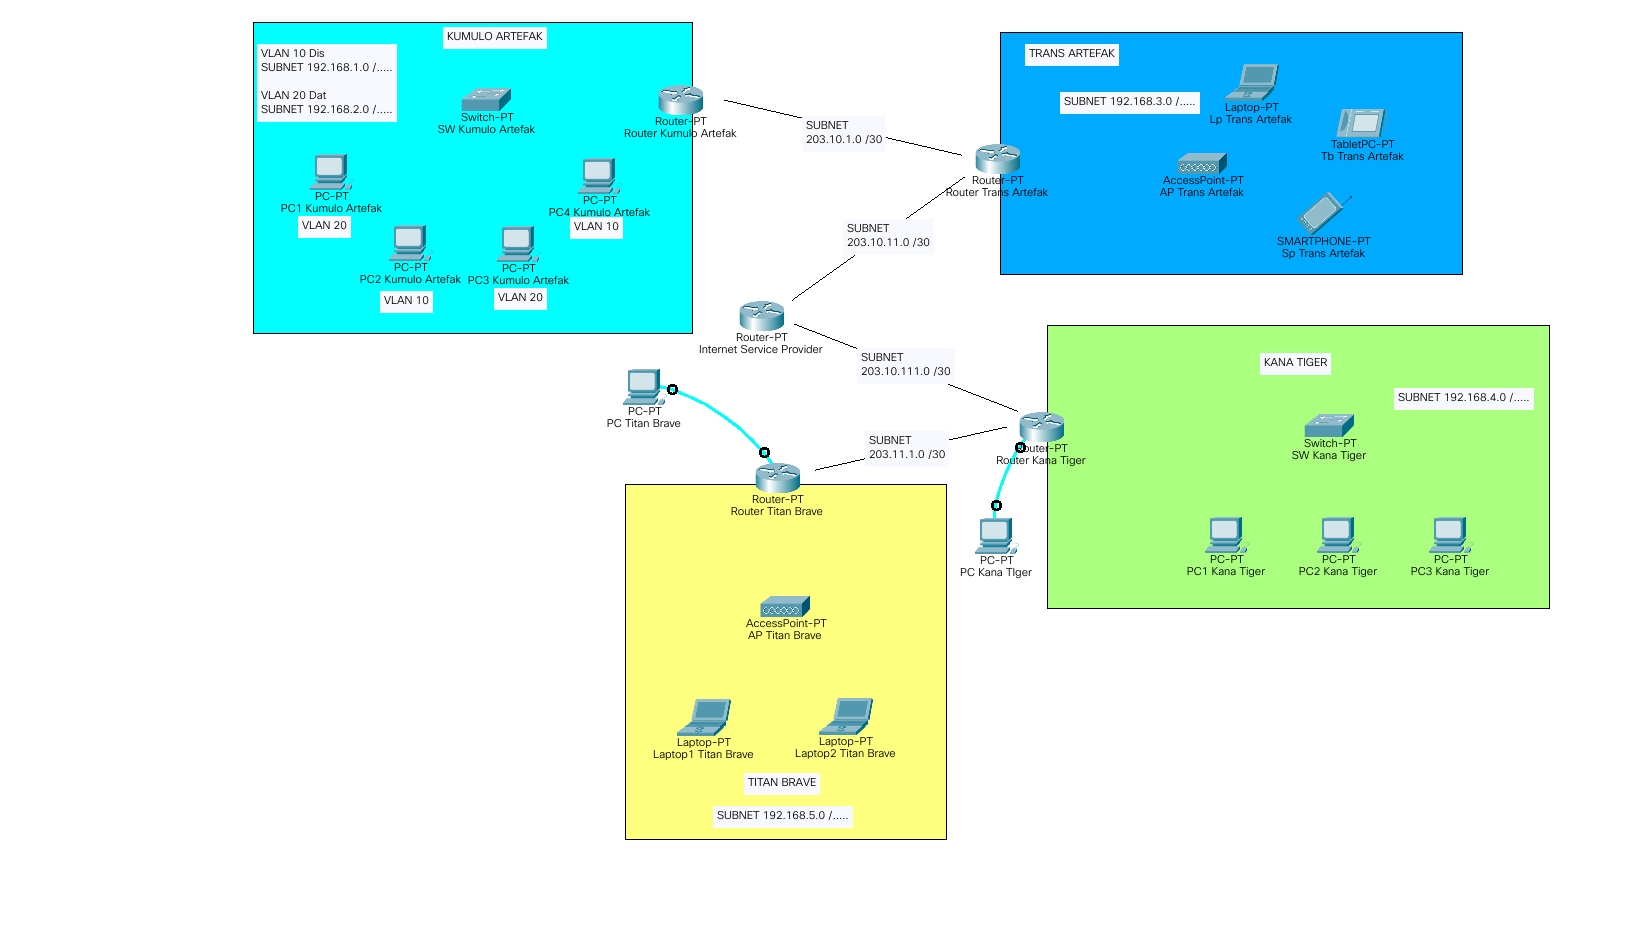 KUMULO ARTEFAK
VLAN 10 Dis
SUBNET 192.168.1.0 /.....
VLAN 20 Dat
SUBNET 192.168.2.0 /.....
Switch-PT
SW Kumulo Artefak
Router-PT
Router Kumulo Artefak
PC-PT
PC1 Kumulo Artefak
VLAN 20
PC-PT
PC4 Kumulo Artefak
VLAN 10
PC-PT
PC2 Kumulo Artefak
VLAN 10
PC-PT
PC3 Kumulo Artefak
VLAN 20
SUBNET
203.10.1.0 /30
TRANS ARTEFAK
SUBNET 192.168.3.0 /.....
Laptop-PT
Lp Trans Artefak
TabletPC-PT
Tb Trans Artefak
Router-PT
Router Trans Artefak
AccessPoint-PT
AP Trans Artefak
SMARTPHONE-PT
Sp Trans Artefak
SUBNET
203.10.11.0 /30
Router-PT
Internet Service Provider
SUBNET
203.10.111.0 /30
KANA TIGER
SUBNET 192.168.4.0 /.....
Switch-PT
SW Kana Tiger
Router-PT
Router Kana Tiger
PC-PT
PC1 Kana Tiger
PC-PT
PC2 Kana Tiger
PC-PT
PC3 Kana Tiger
PC-PT
PC Kana TIger
PC-PT
PC Titan Brave
SUBNET
203.11.1.0 /30
Router-PT
Router Titan Brave
AccessPoint-PT
AP Titan Brave
Laptop-PT
Laptop1 Titan Brave
Laptop-PT
Laptop2 Titan Brave
TITAN BRAVE
SUBNET 192.168.5.0 /.....